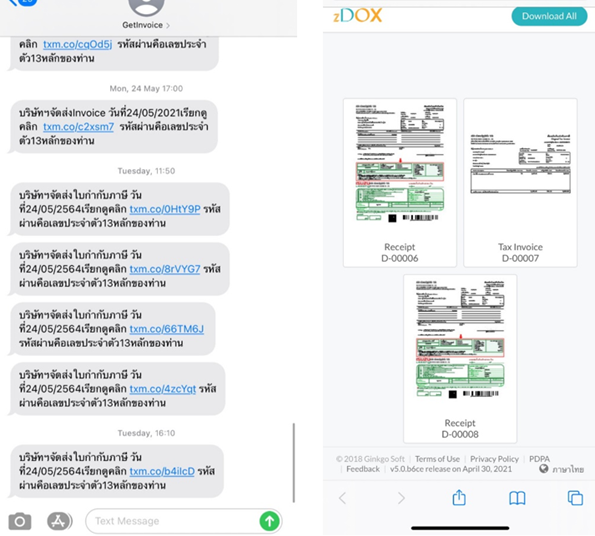 23
GetInvoice >
คลิก txm.co/cqOd5j รหัสผ่านคือเลขประจำ
ตัว13หลักของท่าน
Mon, 24 May 17:00
บริษัทฯจัดส่งInvoice วันที่24/05/2021เรียกดู
คลิก txm.co/c2xsm7 รหัสผ่านคือเลขประจำ
ตัว13หลักของท่าน
Tuesday, 11:50
บริษัทฯจัดส่งใบกำกับภาษี วัน
ที่24/05/2564เรียกดูคลิก txm.co/0HtY9P รหัส
ผ่านคือเลขประจำตัว13หลักของท่าน
บริษัทฯจัดส่งใบกำกับภาษี วัน
ที่24/05/2564เรียกดูคลิก txm.co/8rVYG7 รหัส
ผ่านคือเลขประจำตัว13หลักของท่าน
บริษัทฯจัดส่งใบกำกับภาษี วัน
ที่24/05/2564เรียกดูคลิก txm.co/66TM6J
รหัสผ่านคือเลขประจำตัว13หลักของท่าน
บริษัทฯจัดส่งใบกำกับภาษี วัน
ที่24/05/2564เรียกดูคลิก txm.co/4zcYqt รหัส
ผ่านคือเลขประจำตัว13หลักของท่าน
Tuesday, 16:10
บริษัทฯจัดส่งใบกำกับภาษี วัน
ที่24/05/2564เรียกดูคลิก txm.co/b4ilcD รหัส
ผ่านคือเลขประจำตัว13หลักของท่าน
Text Message
zDOX
Download All
Receipt
D-00006
Tax Invoice
D-00007
Receipt
D-00008
© 2018 Ginkgo Soft | Terms of Use | Privacy Policy | PDPA
| Feedback | v5.0.b6ce release on April 30, 2021
ภาษาไทย